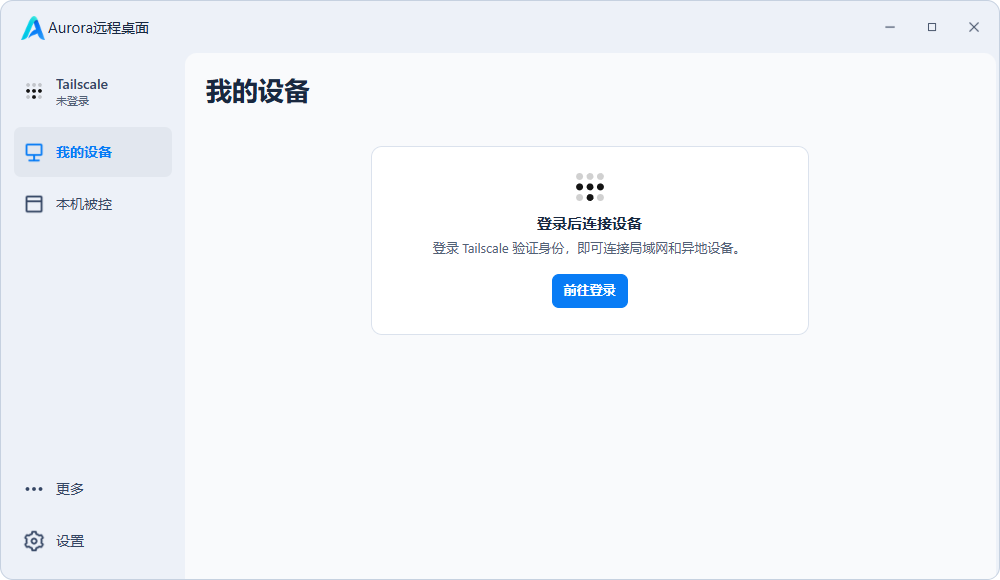 Aurora远程桌面
Tailscale
未登录
我的设备
本机被控
更多
设置
我的设备
登录后连接设备
登录 Tailscale 验证身份，即可连接局域网和异地设备。
前往登录